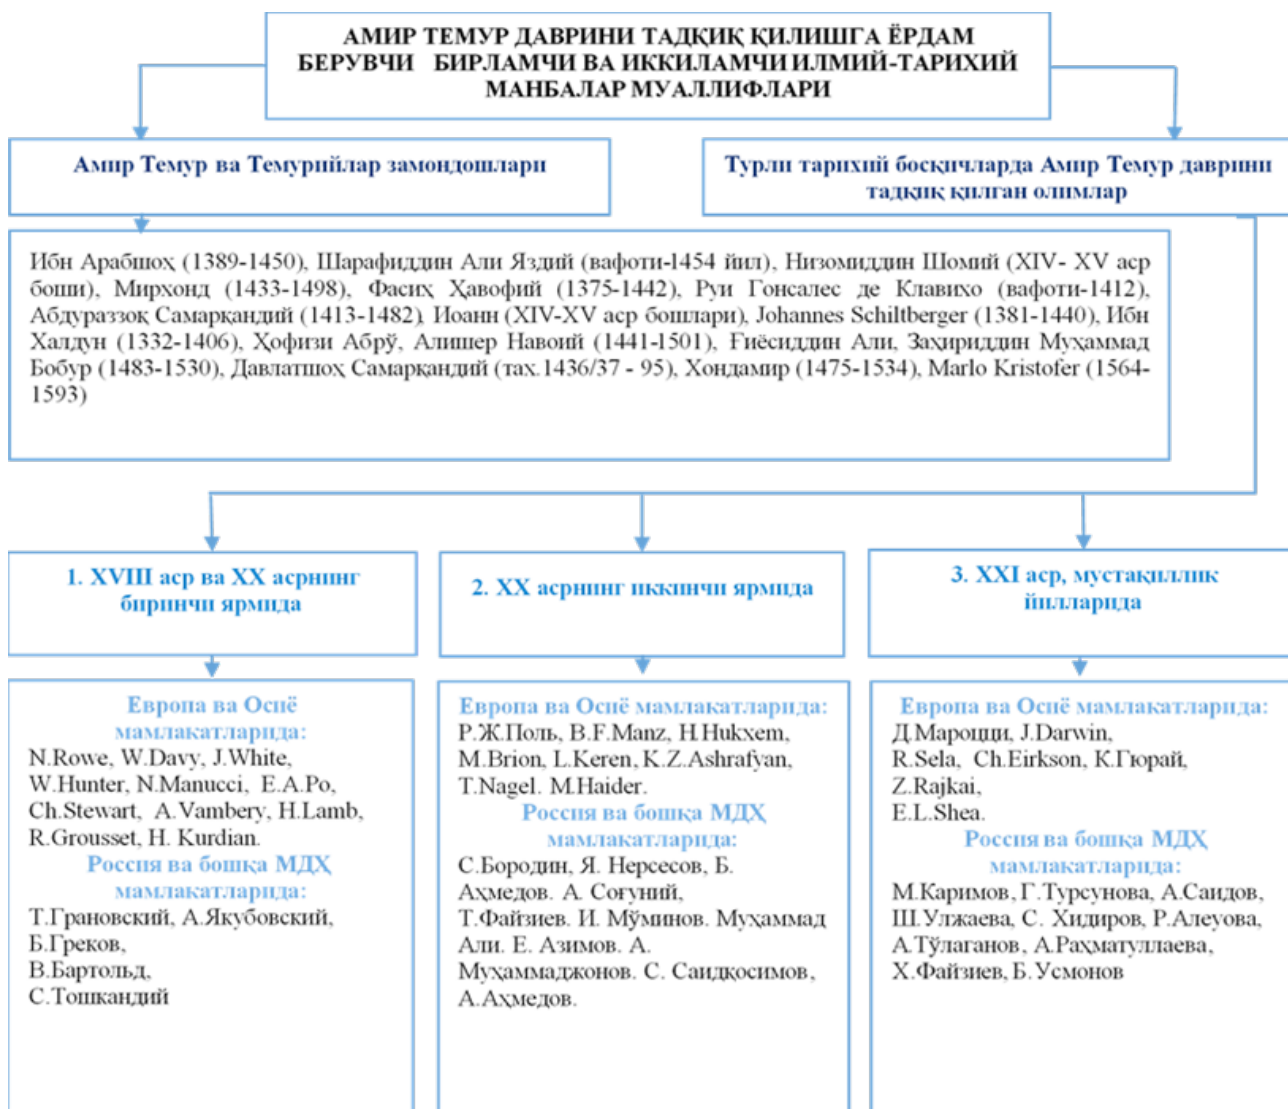 АМИР ТЕМУР ДАВРИНИ ТАДҚИҚ ҚИЛИШГА ЁРДАМ
БЕРУВЧИ БИРЛАМЧИ ВА ИККИЛАМЧИ ИЛМИЙ-ТАРИХИЙ
МАНБАЛАР МУАЛЛИФЛАРИ
Амир Темур ва Темурийлар замондошлари
Турли тарихий босқичларда Амир Темур даврини
тадқиқ қилган олимлар
Ибн Арабшоҳ (1389-1450), Шарафиддин Али Яздий (вафоти-1454 йил), Низомиддин Шомий (XIV- XV аср
боши), Мирхонд (1433-1498), Фасиҳ Ҳавофий (1375-1442), Руи Гонсалес де Клавихо (вафоти-1412),
Абдураззоқ Самарқандий (1413-1482), Иоанн (XIV-XV аср бошлари), Johannes Schiltberger (1381-1440), Ибн
Халдун (1332-1406), Ҳофизи Абрў, Алишер Навоий (1441-1501), Ғиёсиддин Али, Заҳириддин Муҳаммад
Бобур (1483-1530), Давлатшоҳ Самарқандий (тах.1436/37 - 95), Хондамир (1475-1534), Marlo Kristofer (1564-
1593)
1. XVIII аср ва XX асрнинг
биринчи ярмида
Европа ва Осиё
мамлакатларида:
N.Rowe, W.Davy, J.White,
W.Hunter, N.Manucci, E.A.Po,
Ch.Stewart, A.Vambery, H.Lamb,
R.Grousset, H. Kurdian.
Россия ва бошқа МДҲ
мамлакатларида:
Т.Грановский, А.Якубовский,
Б.Греков,
В.Бартольд,
С.Тошкандий
2. XX асрнинг иккинчи ярмида
Европа ва Осиё мамлакатларида:
Р.Ж.Поль, B.F.Manz, H.Hukxem,
M.Brion, L.Keren, K.Z.Ashrafyan,
T.Nagel. M.Haider.
Россия ва бошқа МДҲ
мамлакатларида:
С.Бородин, Я. Нерсесов, Б.
Аҳмедов. А. Соғуний,
Т.Файзиев. И. Мўминов. Муҳаммад
Али. Е. Азимов. А.
Муҳаммаджонов. С. Саидқосимов,
А.Аҳмедов.
3. XXI аср, мустақиллик
йилларида
Европа ва Осиё мамлакатларида:
Д.Мароцци, J.Darwin,
R.Sela, Ch.Eirkson, К.Гюрай,
Z.Rajkai,
E.L.Shea.
Россия ва бошқа МДҲ
мамлакатларида:
М.Каримов, Г.Турсунова, А.Саидов,
Ш.Улжаева, С. Хидиров, Р.Алеуова,
А.Тўлаганов, А.Раҳматуллаева,
Х.Файзиев, Б.Усмонов